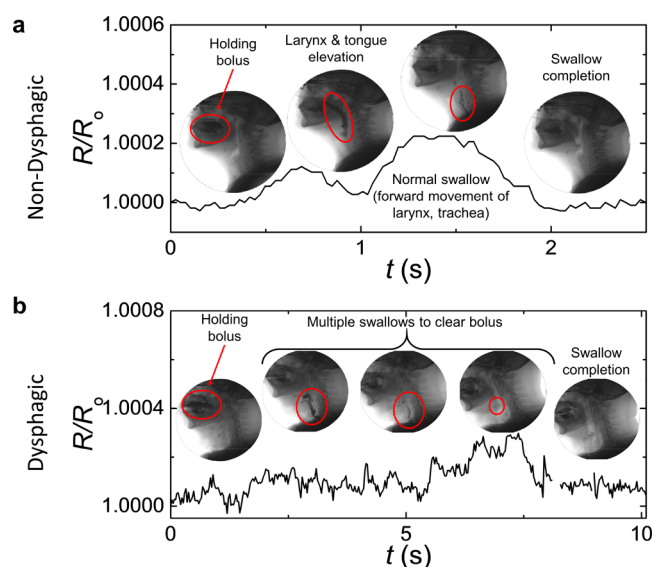 a
Non-Dysphagic
R/Ro
1.0006
1.0004
1.0002
1.0000
Holding
bolus
Larynx & tongue
elevation
Swallow
completion
Normal swallow
(forward movement of
larynx, trachea)
0
1
2
t (s)
b
Dysphagic
R/Ro
1.0008
1.0004
1.0000
Holding
bolus
Multiple swallows to clear bolus
Swallow
completion
0
5
10
t (s)